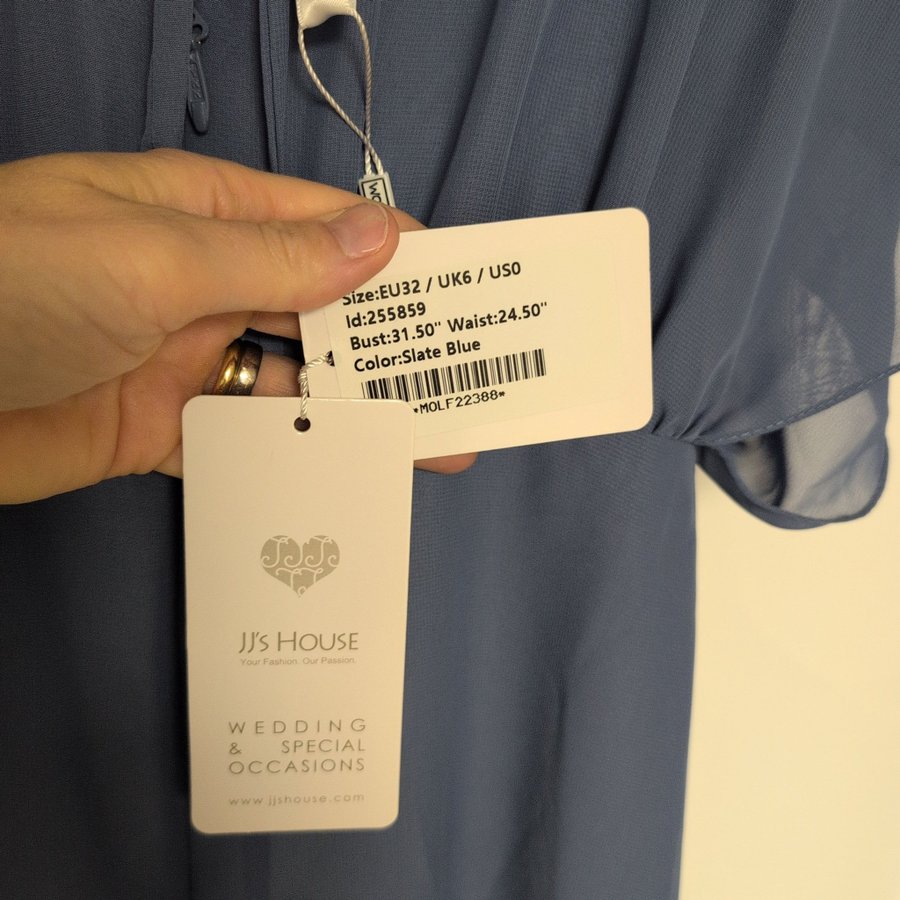 Size:EU32 / UK6 / US0
Id:255859
Bust:31.50" Waist:24.50"
Color:Slate Blue
*MOLF22388*
JJ's HOUSE
Your Fashion. Our Passion.
WEDDING
& SPECIAL
OCCASIONS
www.jjshouse.com